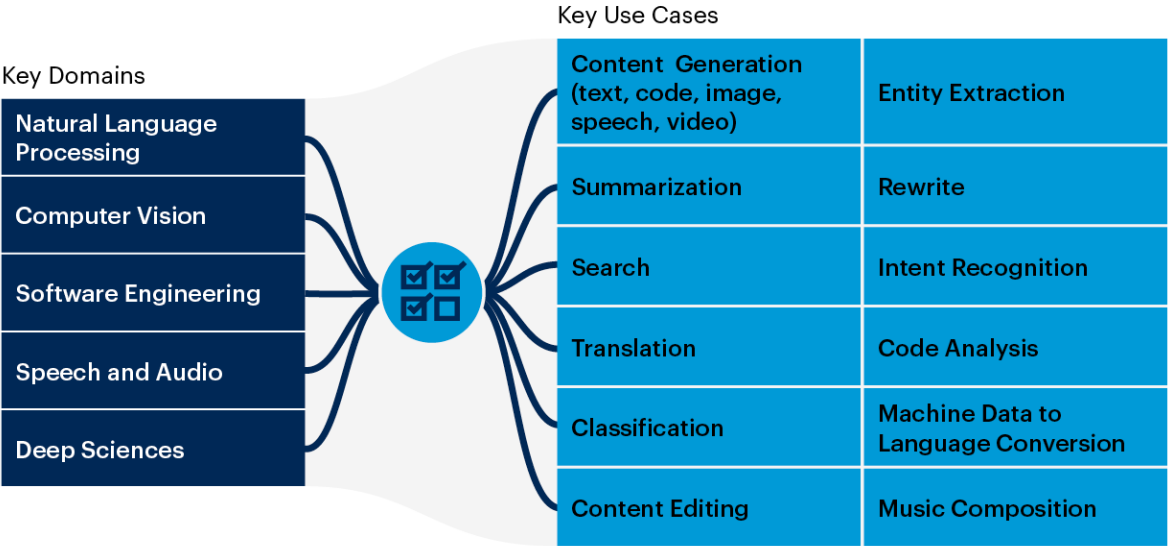 Key Domains
Natural Language
Processing
Computer Vision
Software Engineering
Speech and Audio
Deep Sciences
Key Use Cases
Content Generation
(text, code, image,
speech, video)
Entity Extraction
Summarization
Rewrite
Search
Intent Recognition
Translation
Code Analysis
Classification
Machine Data to
Language Conversion
Content Editing
Music Composition